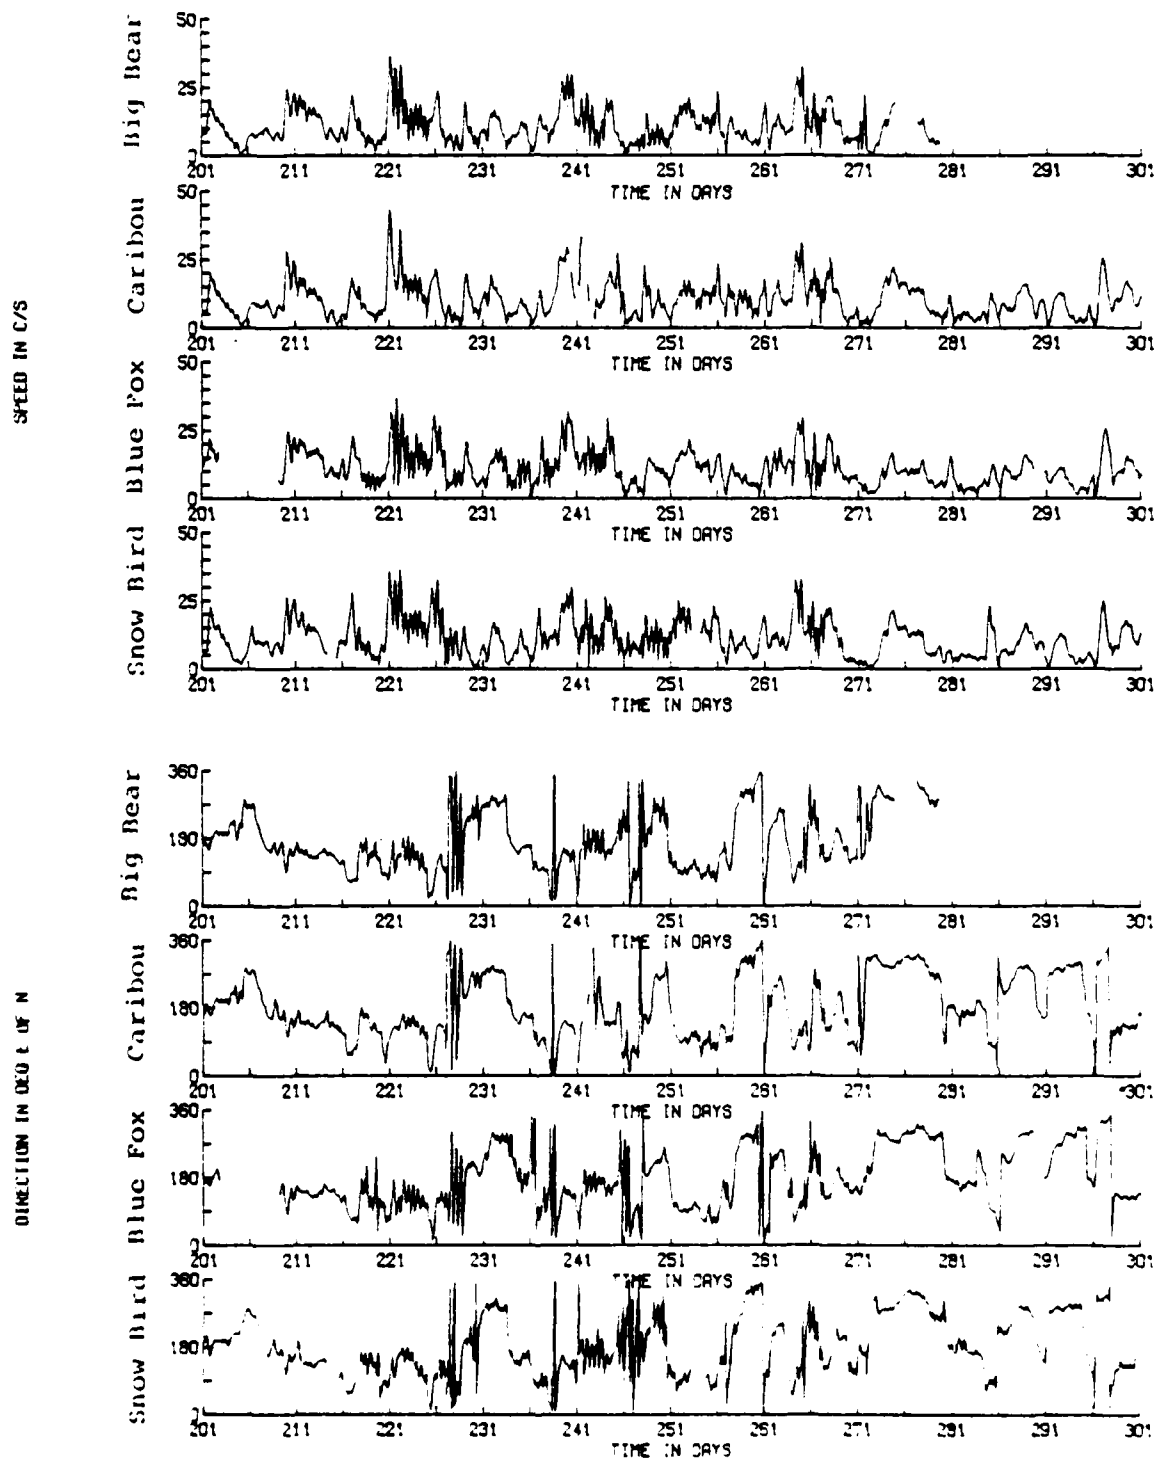 SPEED IN C/S
Big Bear
50
25
0
201 211 221 231 241 251 261 271 281 291 301
TIME IN DAYS
Caribou
50
25
0
201 211 221 231 241 251 261 271 281 291 301
TIME IN DAYS
Blue Fox
50
25
0
201 211 221 231 241 251 261 271 281 291 301
TIME IN DAYS
Snow Bird
50
25
0
201 211 221 231 241 251 261 271 281 291 301
TIME IN DAYS
DIRECTION IN DEG E OF N
Big Bear
360
180
0
201 211 221 231 241 251 261 271 281 291 301
TIME IN DAYS
Caribou
360
180
0
201 211 221 231 241 251 261 271 281 291 301
TIME IN DAYS
Blue Fox
360
180
0
201 211 221 231 241 251 261 271 281 291 301
TIME IN DAYS
Snow Bird
360
180
0
201 211 221 231 241 251 261 271 281 291 301
TIME IN DAYS